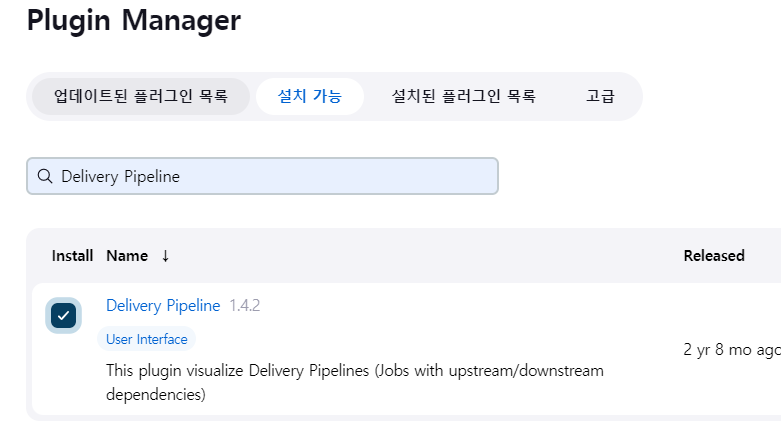 Plugin Manager
업데이트된 플러그인 목록 설치 가능 설치된 플러그인 목록 고급
Delivery Pipeline
Install Name ↓ Released
Delivery Pipeline 1.4.2
User Interface
2 yr 8 mo ago
This plugin visualize Delivery Pipelines (Jobs with upstream/downstream
dependencies)